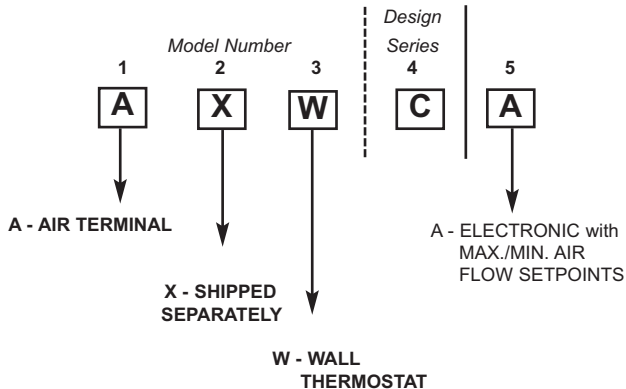 Design
Model Number Series
1 2 3 4 5
A X W C A
A - AIR TERMINAL
A - ELECTRONIC with
MAX./MIN. AIR
FLOW SETPOINTS
X - SHIPPED
SEPARATELY
W - WALL
THERMOSTAT